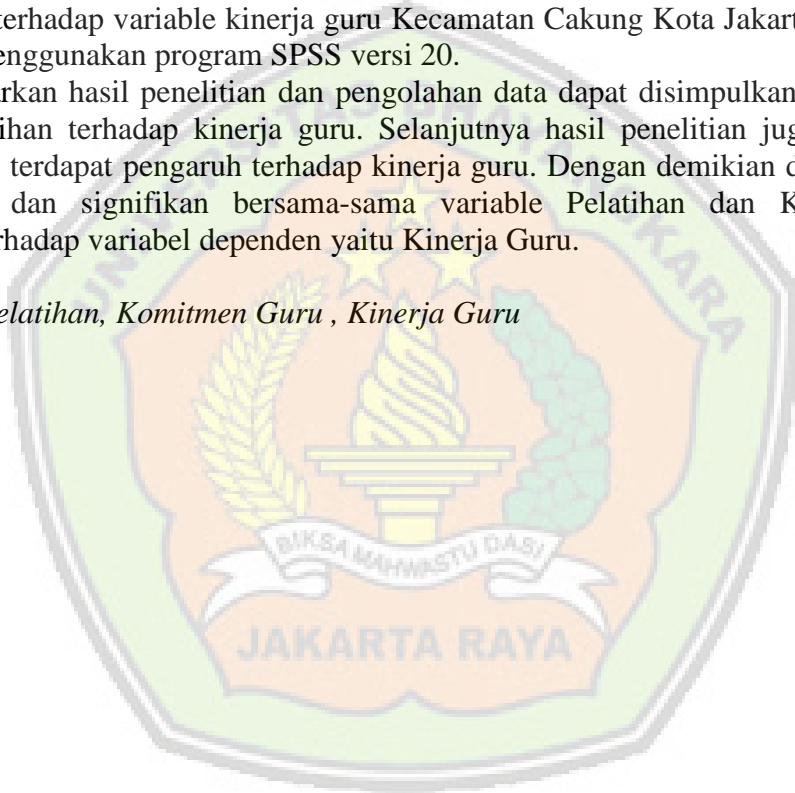 terhadap variable kinerja guru Kecamatan Cakung Kota Jakart
enggunakan program SPSS versi 20.
rkan hasil penelitian dan pengolahan data dapat disimpulkan
ihan terhadap kinerja guru. Selanjutnya hasil penelitian jug
terdapat pengaruh terhadap kinerja guru. Dengan demikian d
dan signifikan bersama-sama variable Pelatihan dan K
rhadap variabel dependen yaitu Kinerja Guru.
elatihan, Komitmen Guru , Kinerja Guru
UNIVERSITAS BHAYANGKARA
BIKSA MAHWASTU DASI
JAKARTA RAYA